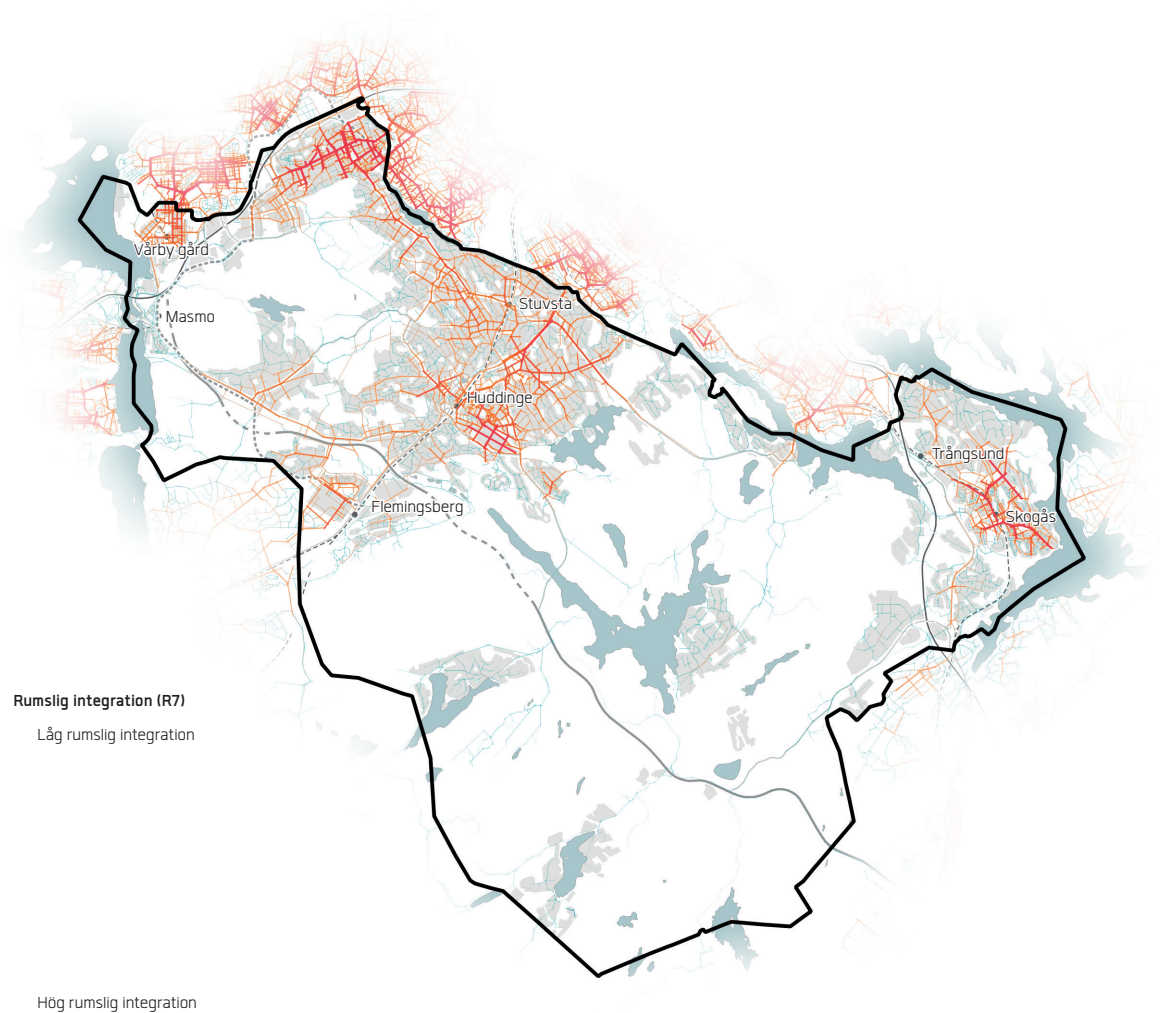 Vårby gård
Masmo
Stuvsta
Huddinge
Trångsund
Flemingsberg
Skogås
Rumslig integration (R7)
Låg rumslig integration
Hög rumslig integration